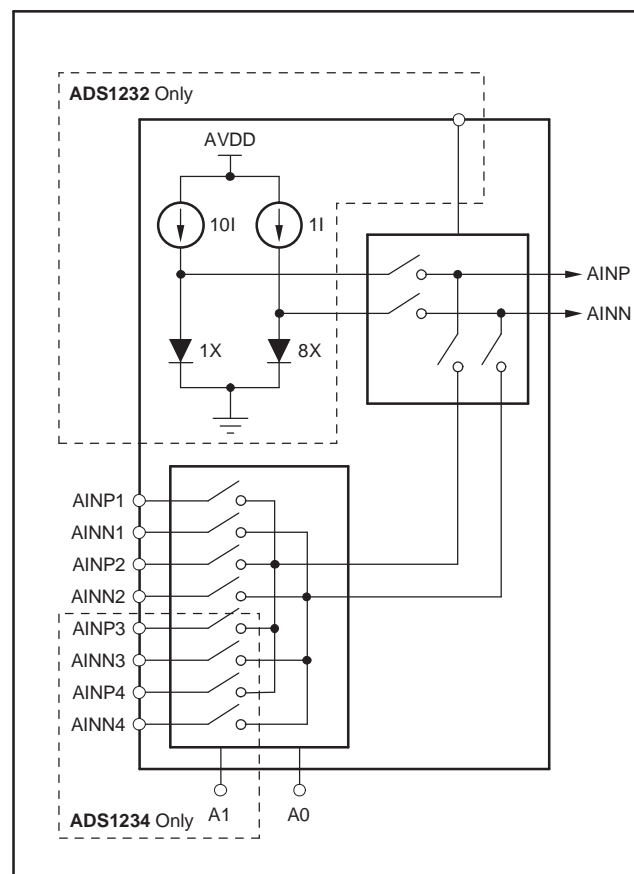 ADS1232 Only
AVDD
10I
1I
AINP
AINN
1X
8X
AINP1
AINN1
AINP2
AINN2
AINP3
AINN3
AINP4
AINN4
A1
A0
ADS1234 Only